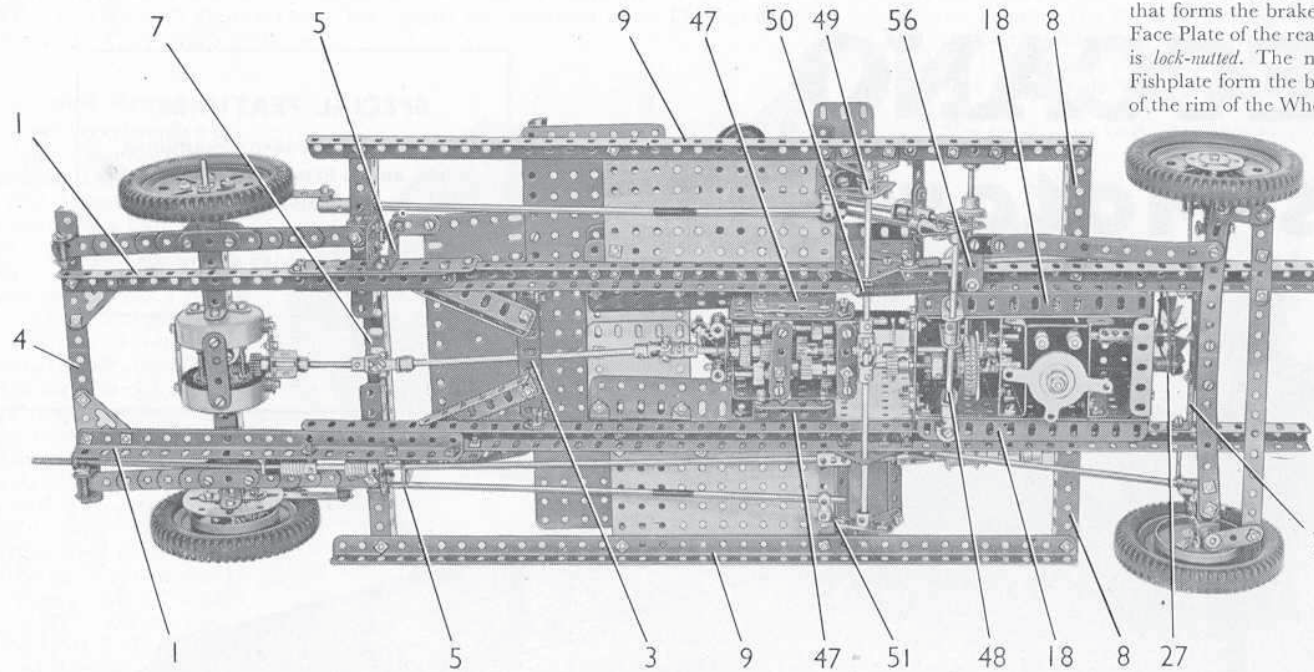 that forms the brake
Face Plate of the rea
is lock-nutted. The m
Fishplate form the b
of the rim of the Whe
7 5 9 47 50 49 56 18 8
1
4
1 5 3 9 47 51 48 18 8 27